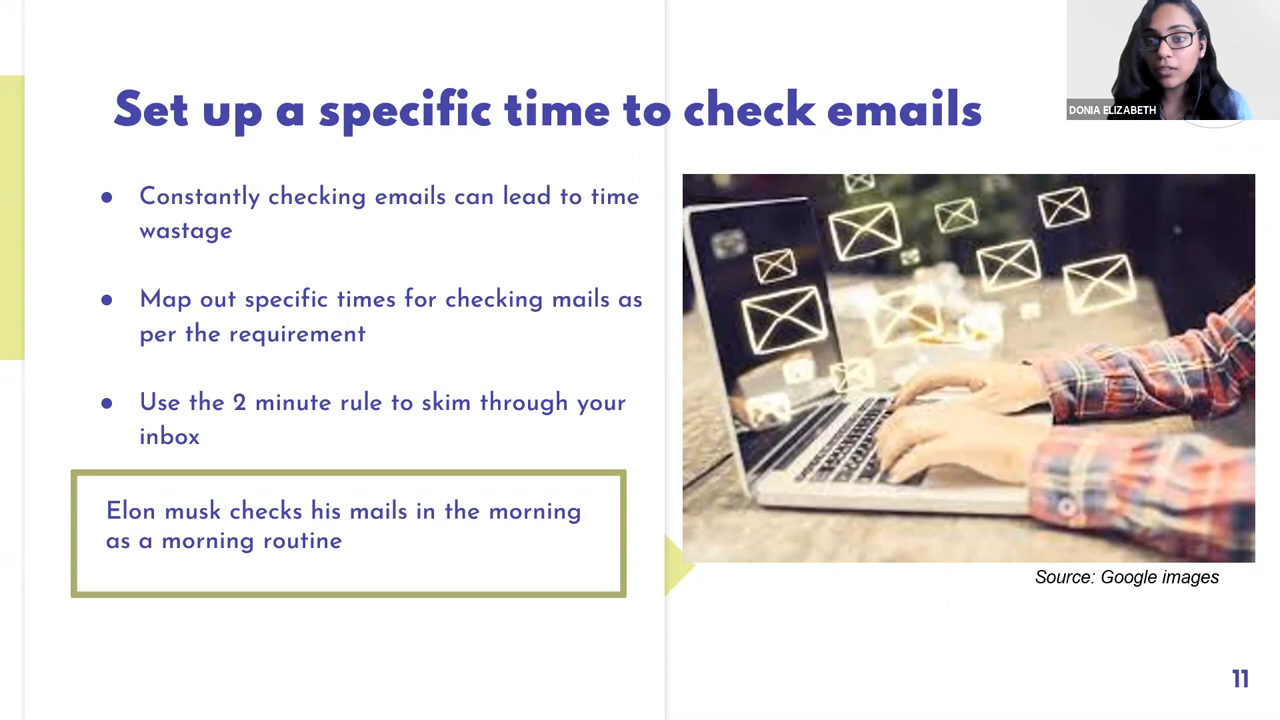 DONIA ELIZABETH
Set up a specific time to check emails
● Constantly checking emails can lead to time
wastage
● Map out specific times for checking mails as
per the requirement
● Use the 2 minute rule to skim through your
inbox
Elon musk checks his mails in the morning
as a morning routine
Source: Google images
11